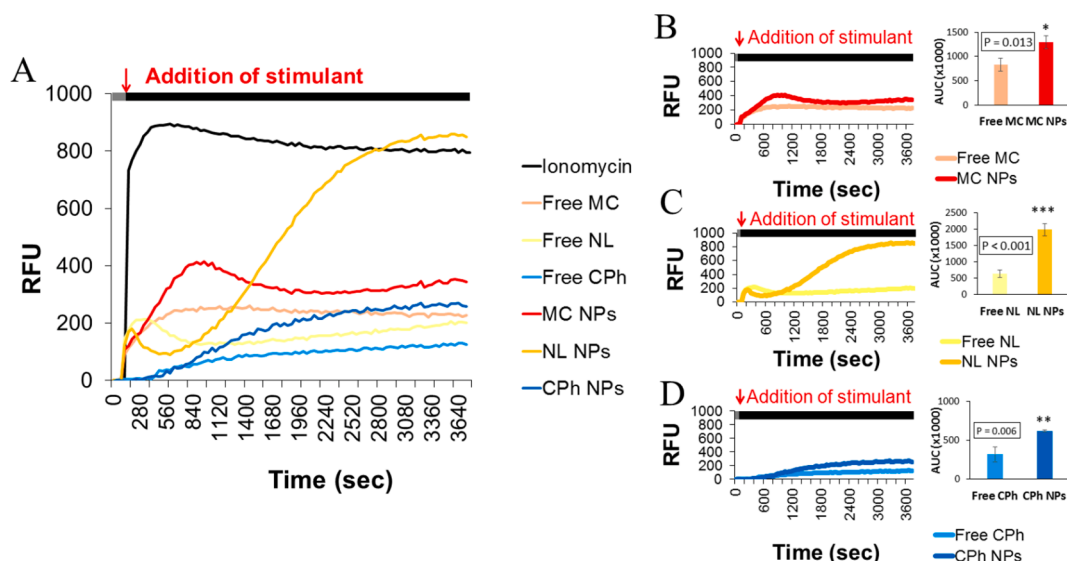 A
Addition of stimulant
1000
800
600
400
200
0
RFU
0
280
560
840
1120
1400
1680
1960
2240
2520
2800
3080
3360
3640
Time (sec)
Ionomycin
Free MC
Free NL
Free CPh
MC NPs
NL NPs
CPh NPs
B
Addition of stimulant
1000
800
600
400
200
0
RFU
0 600 1200 1800 2400 3000 3600
Time (sec)
AUC (x1000)
1500
1000
500
0
P = 0.013
*
Free MC MC NPs
Free MC
MC NPs
C
Addition of stimulant
1000
800
600
400
200
0
RFU
0 600 1200 1800 2400 3000 3600
Time (sec)
AUC (x1000)
2500
2000
1500
1000
500
0
P < 0.001
***
Free NL NL NPs
Free NL
NL NPs
D
Addition of stimulant
1000
800
600
400
200
0
RFU
0 600 1200 1800 2400 3000 3600
Time (sec)
AUC (x1000)
1000
500
0
P = 0.006
**
Free CPh CPh NPs
Free CPh
CPh NPs